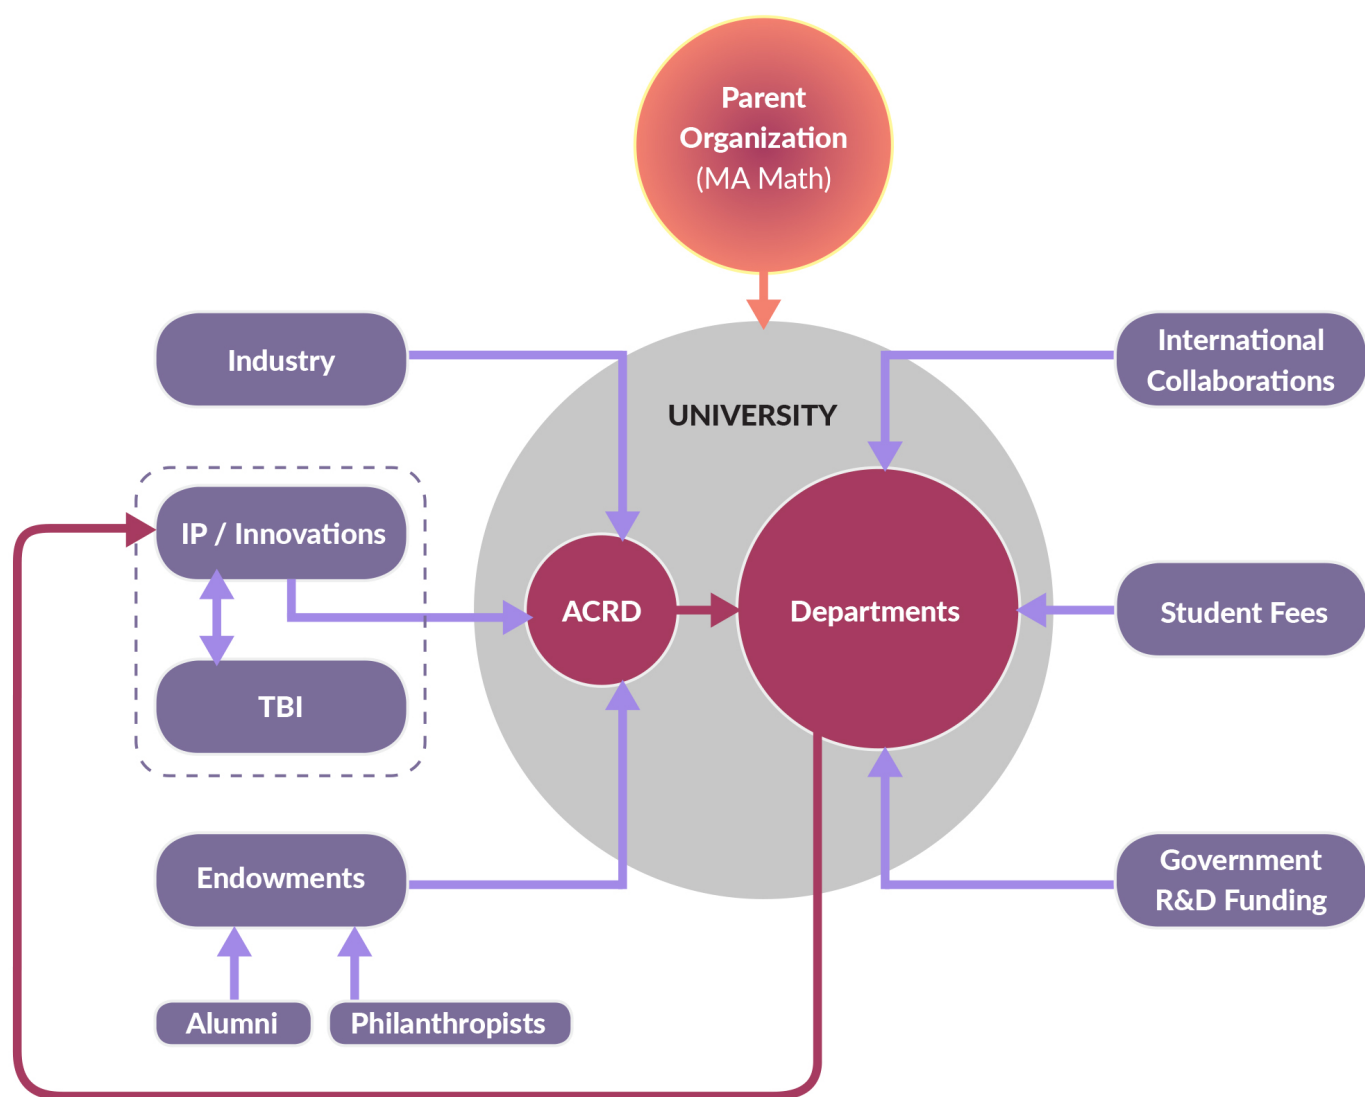 Parent
Organization
(MA Math)
Industry
International
Collaborations
UNIVERSITY
IP / Innovations
ACRD
Departments
Student Fees
TBI
Endowments
Government
R&D Funding
Alumni
Philanthropists